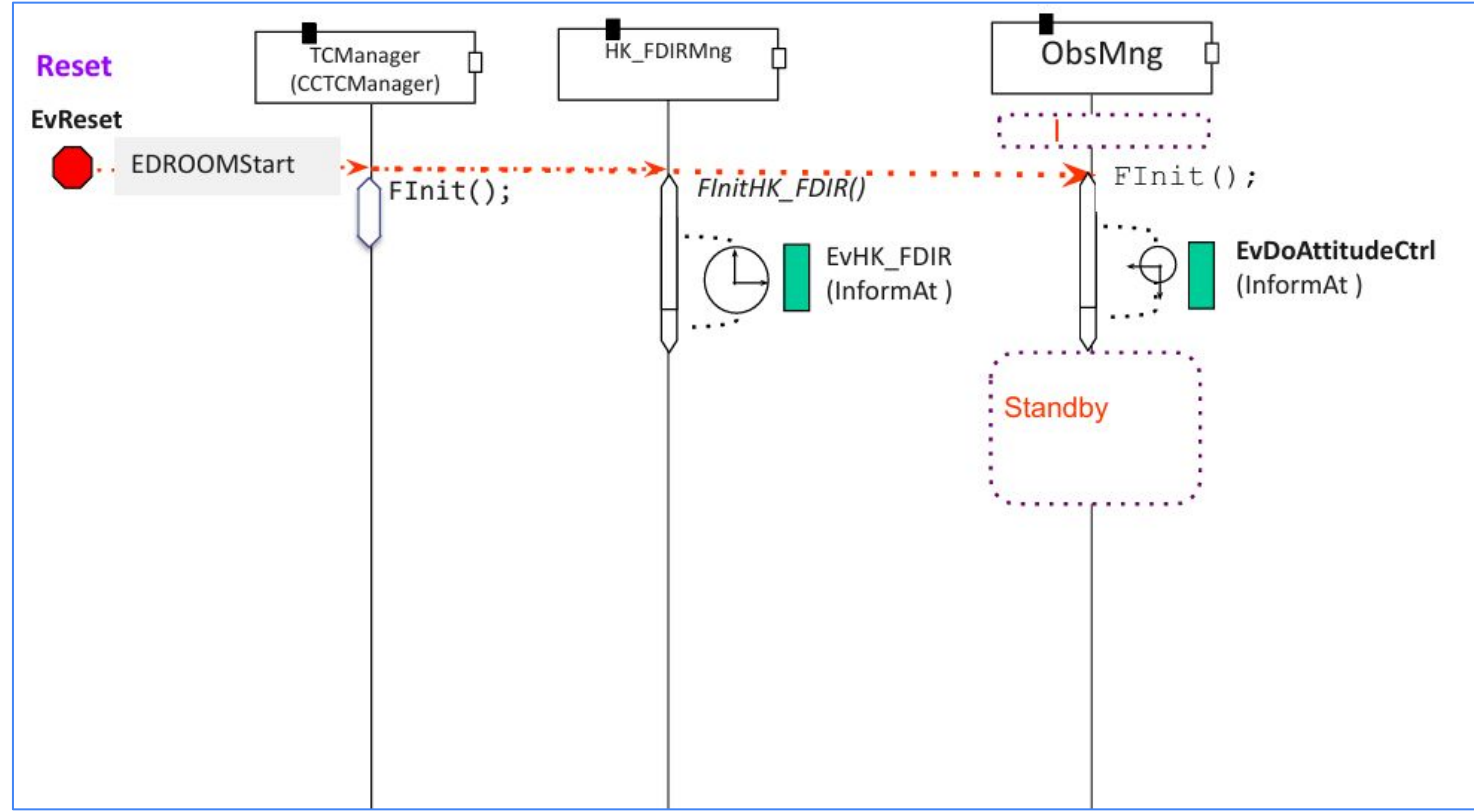 Reset
TCManager
(CCTCManager)
HK_FDIRMng
ObsMng
EvReset
I
EDROOMStart
FInit();
FInitHK_FDIR()
FInit();
EvHK_FDIR
(InformAt )
EvDoAttitudeCtrl
(InformAt )
Standby